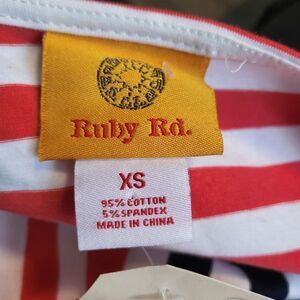 Ruby Rd.
XS
95% COTTON
5% SPANDEX
MADE IN CHINA